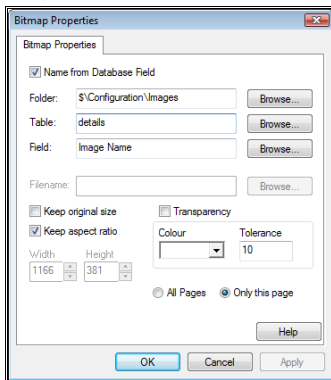 Bitmap Properties
Bitmap Properties
Name from Database Field
Folder: $\Configuration\Images Browse...
Table: details Browse...
Field: Image Name Browse...
Filename: Browse...
Keep original size Transparency
Keep aspect ratio Colour Tolerance
10
Width Height
1166 381
All Pages Only this page
Help
OK Cancel Apply